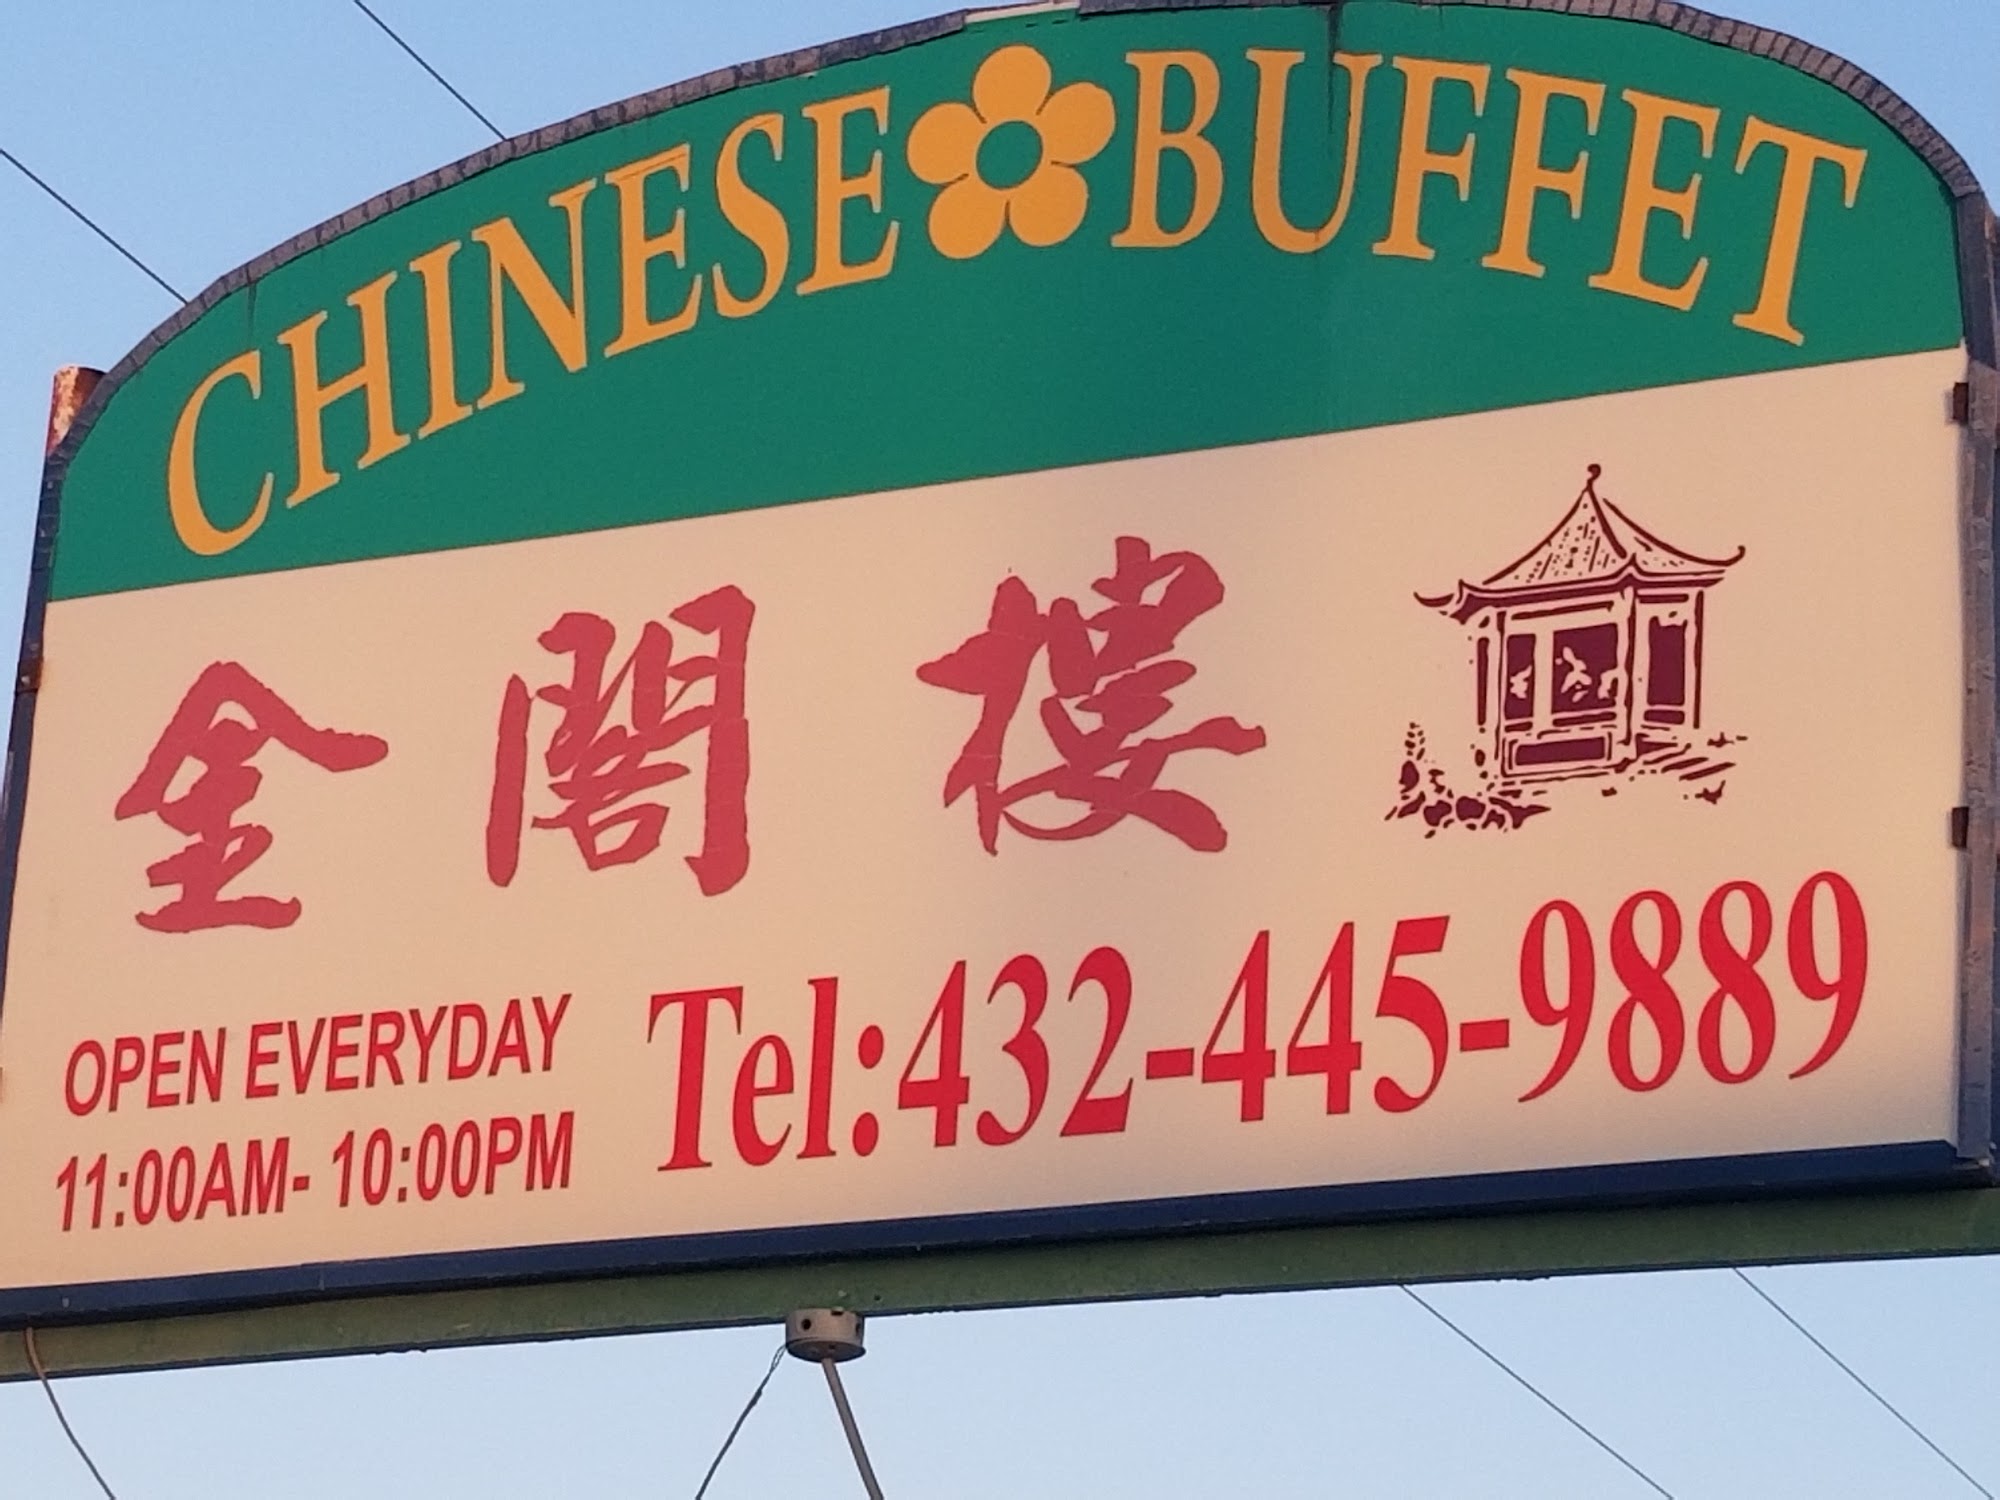 CHINESE BUFFET
金閣樓
OPEN EVERYDAY
11:00AM- 10:00PM
Tel:432-445-9889